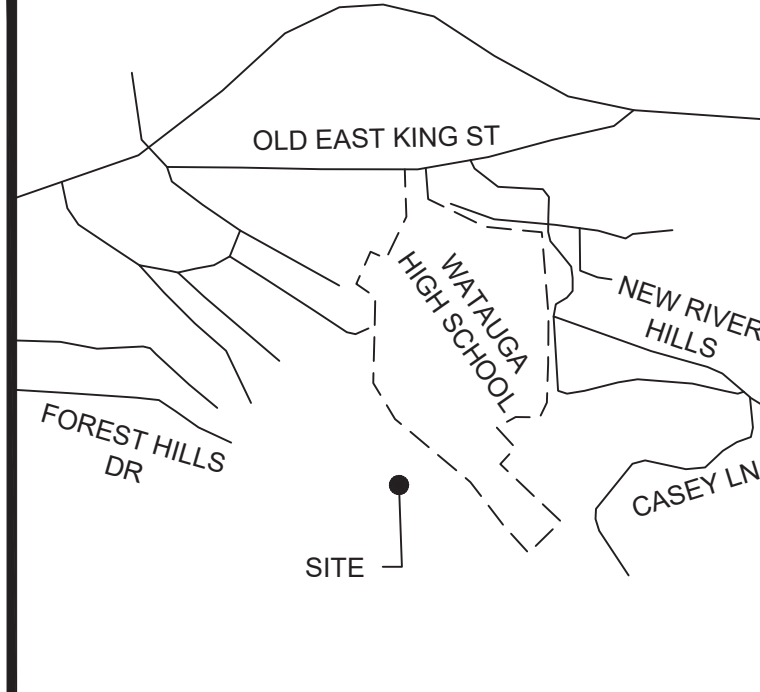 OLD EAST KING ST
WATAUGA
HIGH SCHOOL
NEW RIVER
HILLS
FOREST HILLS
DR
CASEY LN
SITE